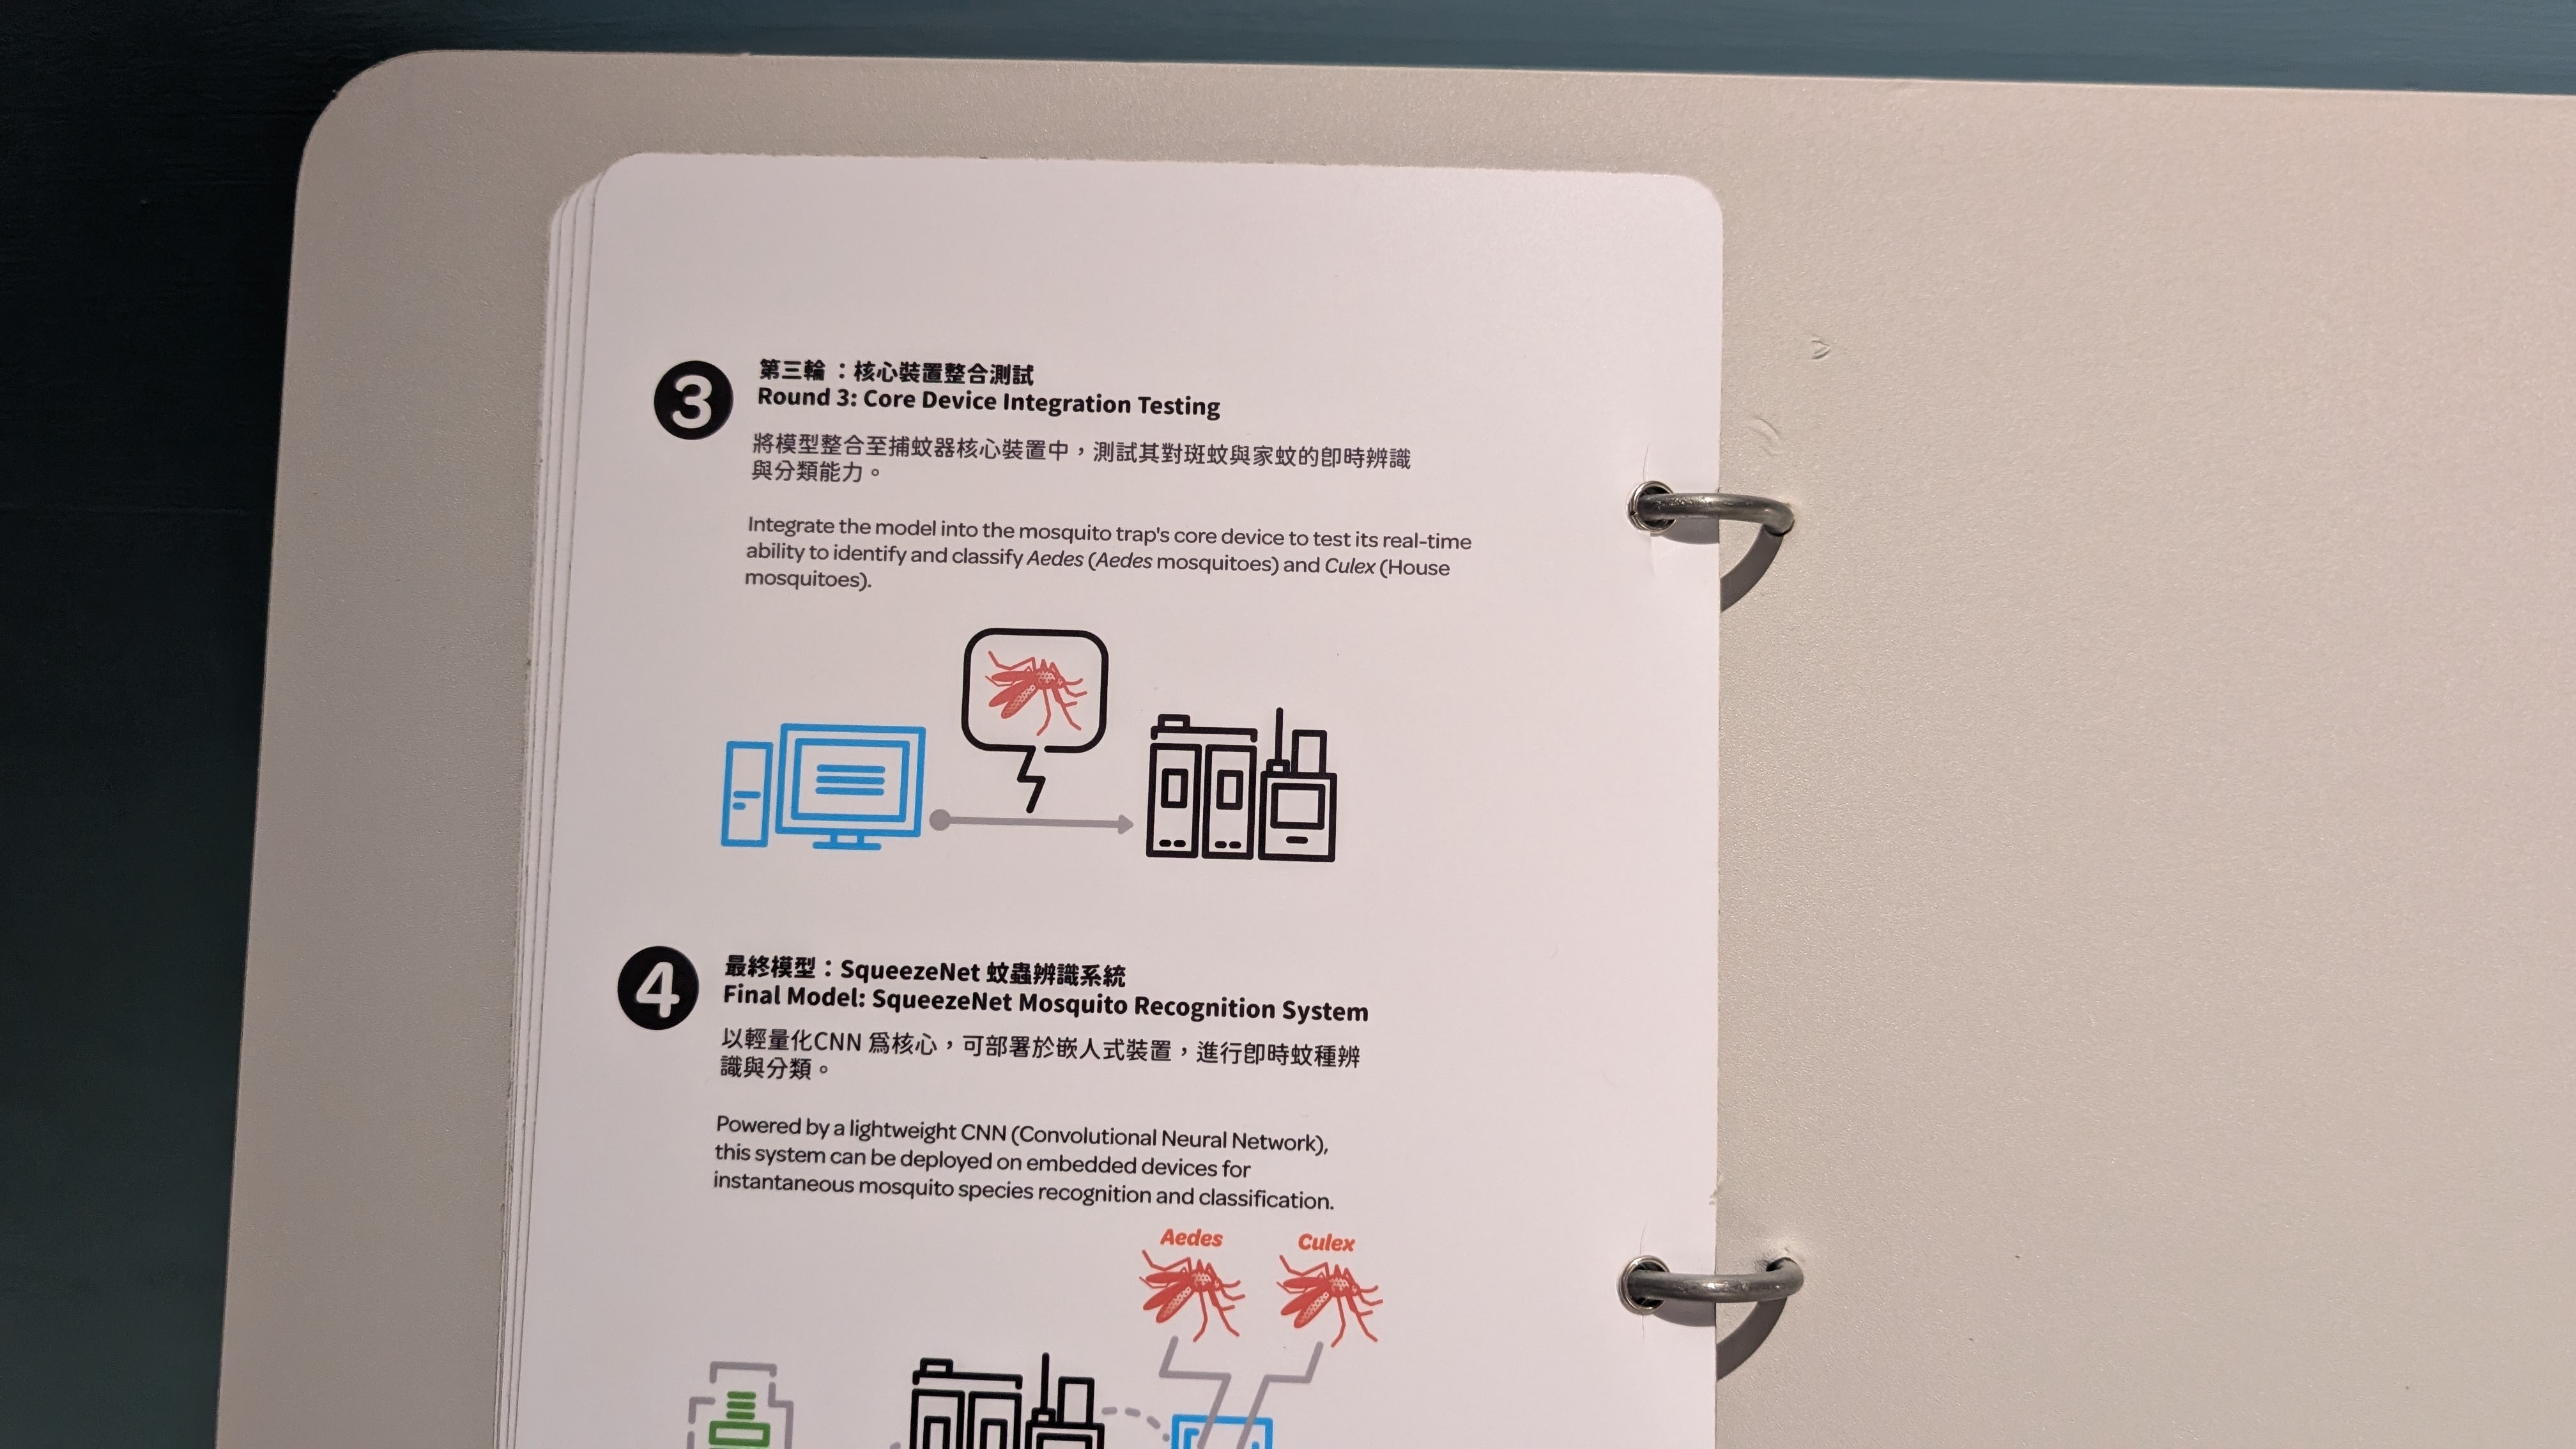 3
第三輪：核心裝置整合測試
Round 3: Core Device Integration Testing
將模型整合至捕蚊器核心裝置中，測試其對斑蚊與家蚊的卽時辨識
與分類能力。
Integrate the model into the mosquito trap's core device to test its real-time
ability to identify and classify Aedes (Aedes mosquitoes) and Culex (House
mosquitoes).
4
最終模型：SqueezeNet 蚊蟲辨識系統
Final Model: SqueezeNet Mosquito Recognition System
以輕量化CNN 爲核心，可部署於嵌人式裝置，進行卽時蚊種辨
識與分類。
Powered by a lightweight CNN (Convolutional Neural Network),
this system can be deployed on embedded devices for
instantaneous mosquito species recognition and classification.
Aedes Culex